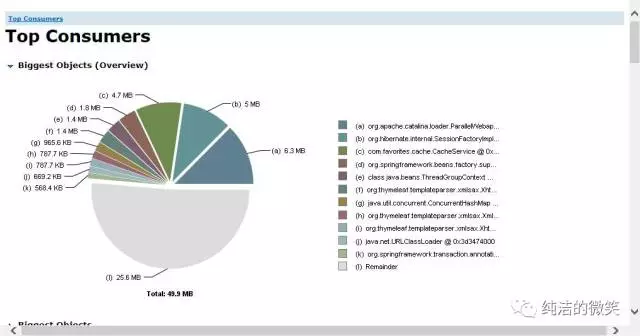 Top Consumers
Top Consumers
Biggest Objects (Overview)
(c) 4.7 MB
(d) 1.8 MB
(e) 1.4 MB
(f) 1.4 MB
(g) 965.6 KB
(h) 787.7 KB
(i) 787.7 KB
(j) 669.2 KB
(k) 568.4 KB
(b) 5 MB
(a) 6.3 MB
(l) 25.6 MB
Total: 49.9 MB
(a) org.apache.catalina.loader.ParallelWebap...
(b) org.hibernate.internal.SessionFactoryImpl...
(c) com.favorites.cache.CacheService @ 0x...
(d) org.springframework.beans.factory.sup...
(e) class java.beans.ThreadGroupContext ...
(f) org.thymeleaf.templateparser.xmlsax.Xht...
(g) java.util.concurrent.ConcurrentHashMap ...
(h) org.thymeleaf.templateparser.xmlsax.Xml...
(i) org.thymeleaf.templateparser.xmlsax.Xht...
(j) java.net.URLClassLoader @ 0x3d3474000
(k) org.springframework.transaction.annotati...
(l) Remainder
Biggest Objects
纯洁的微笑